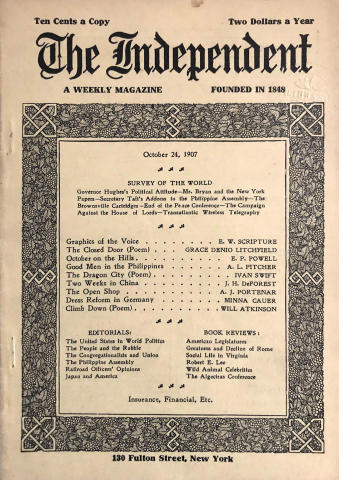 Ten Cents a Copy Two Dollars a Year
The Independent
A WEEKLY MAGAZINE FOUNDED IN 1848
October 24, 1907
SURVEY OF THE WORLD
Governor Hughes's Political Attitude—Mr. Bryan and the New York
Papers—Secretary Taft's Address to the Philippine Assembly—The
Brownsville Cartridges—End of the Peace Conference—The Campaign
Against the House of Lords—Transatlantic Wireless Telegraphy
Graphics of the Voice . . . . . . . E. W. SCRIPTURE
The Closed Door (Poem) . . . . GRACE DENIO LITCHFIELD
October on the Hills . . . . . . . . E. P. POWELL
Good Men in the Philippines . . . . . . A. L. PITCHER
The Dragon City (Poem) . . . . . . . IVAN SWIFT
Two Weeks in China . . . . . . . . J. H. DeFOREST
The Open Shop . . . . . . . . A. J. PORTENAR
Dress Reform in Germany . . . . . . MINNA CAUER
Climb Down (Poem) . . . . . . . WILL ATKINSON
EDITORIALS:
The United States in World Politics
The People and the Rabble
The Congregationalists and Union
The Philippine Assembly
Railroad Officers' Opinions
Japan and America
BOOK REVIEWS:
American Legislatures
Greatness and Decline of Rome
Social Life in Virginia
Robert E. Lee
Wild Animal Celebrities
The Algeciras Conference
Insurance, Financial, Etc.
130 Fulton Street, New York